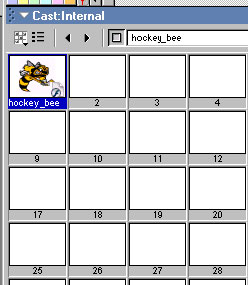 Cast:Internal
hockey_bee
hockey_bee 2 3 4
9 10 11 12
17 18 19 20
25 26 27 28